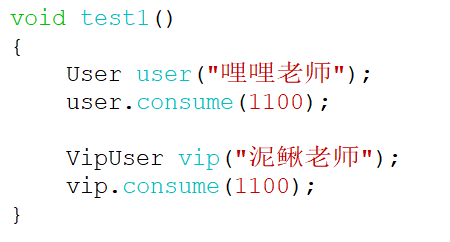 void test1()
{
    User user("哩哩老师");
    user.consume(1100);

    VipUser vip("泥鳅老师");
    vip.consume(1100);
}